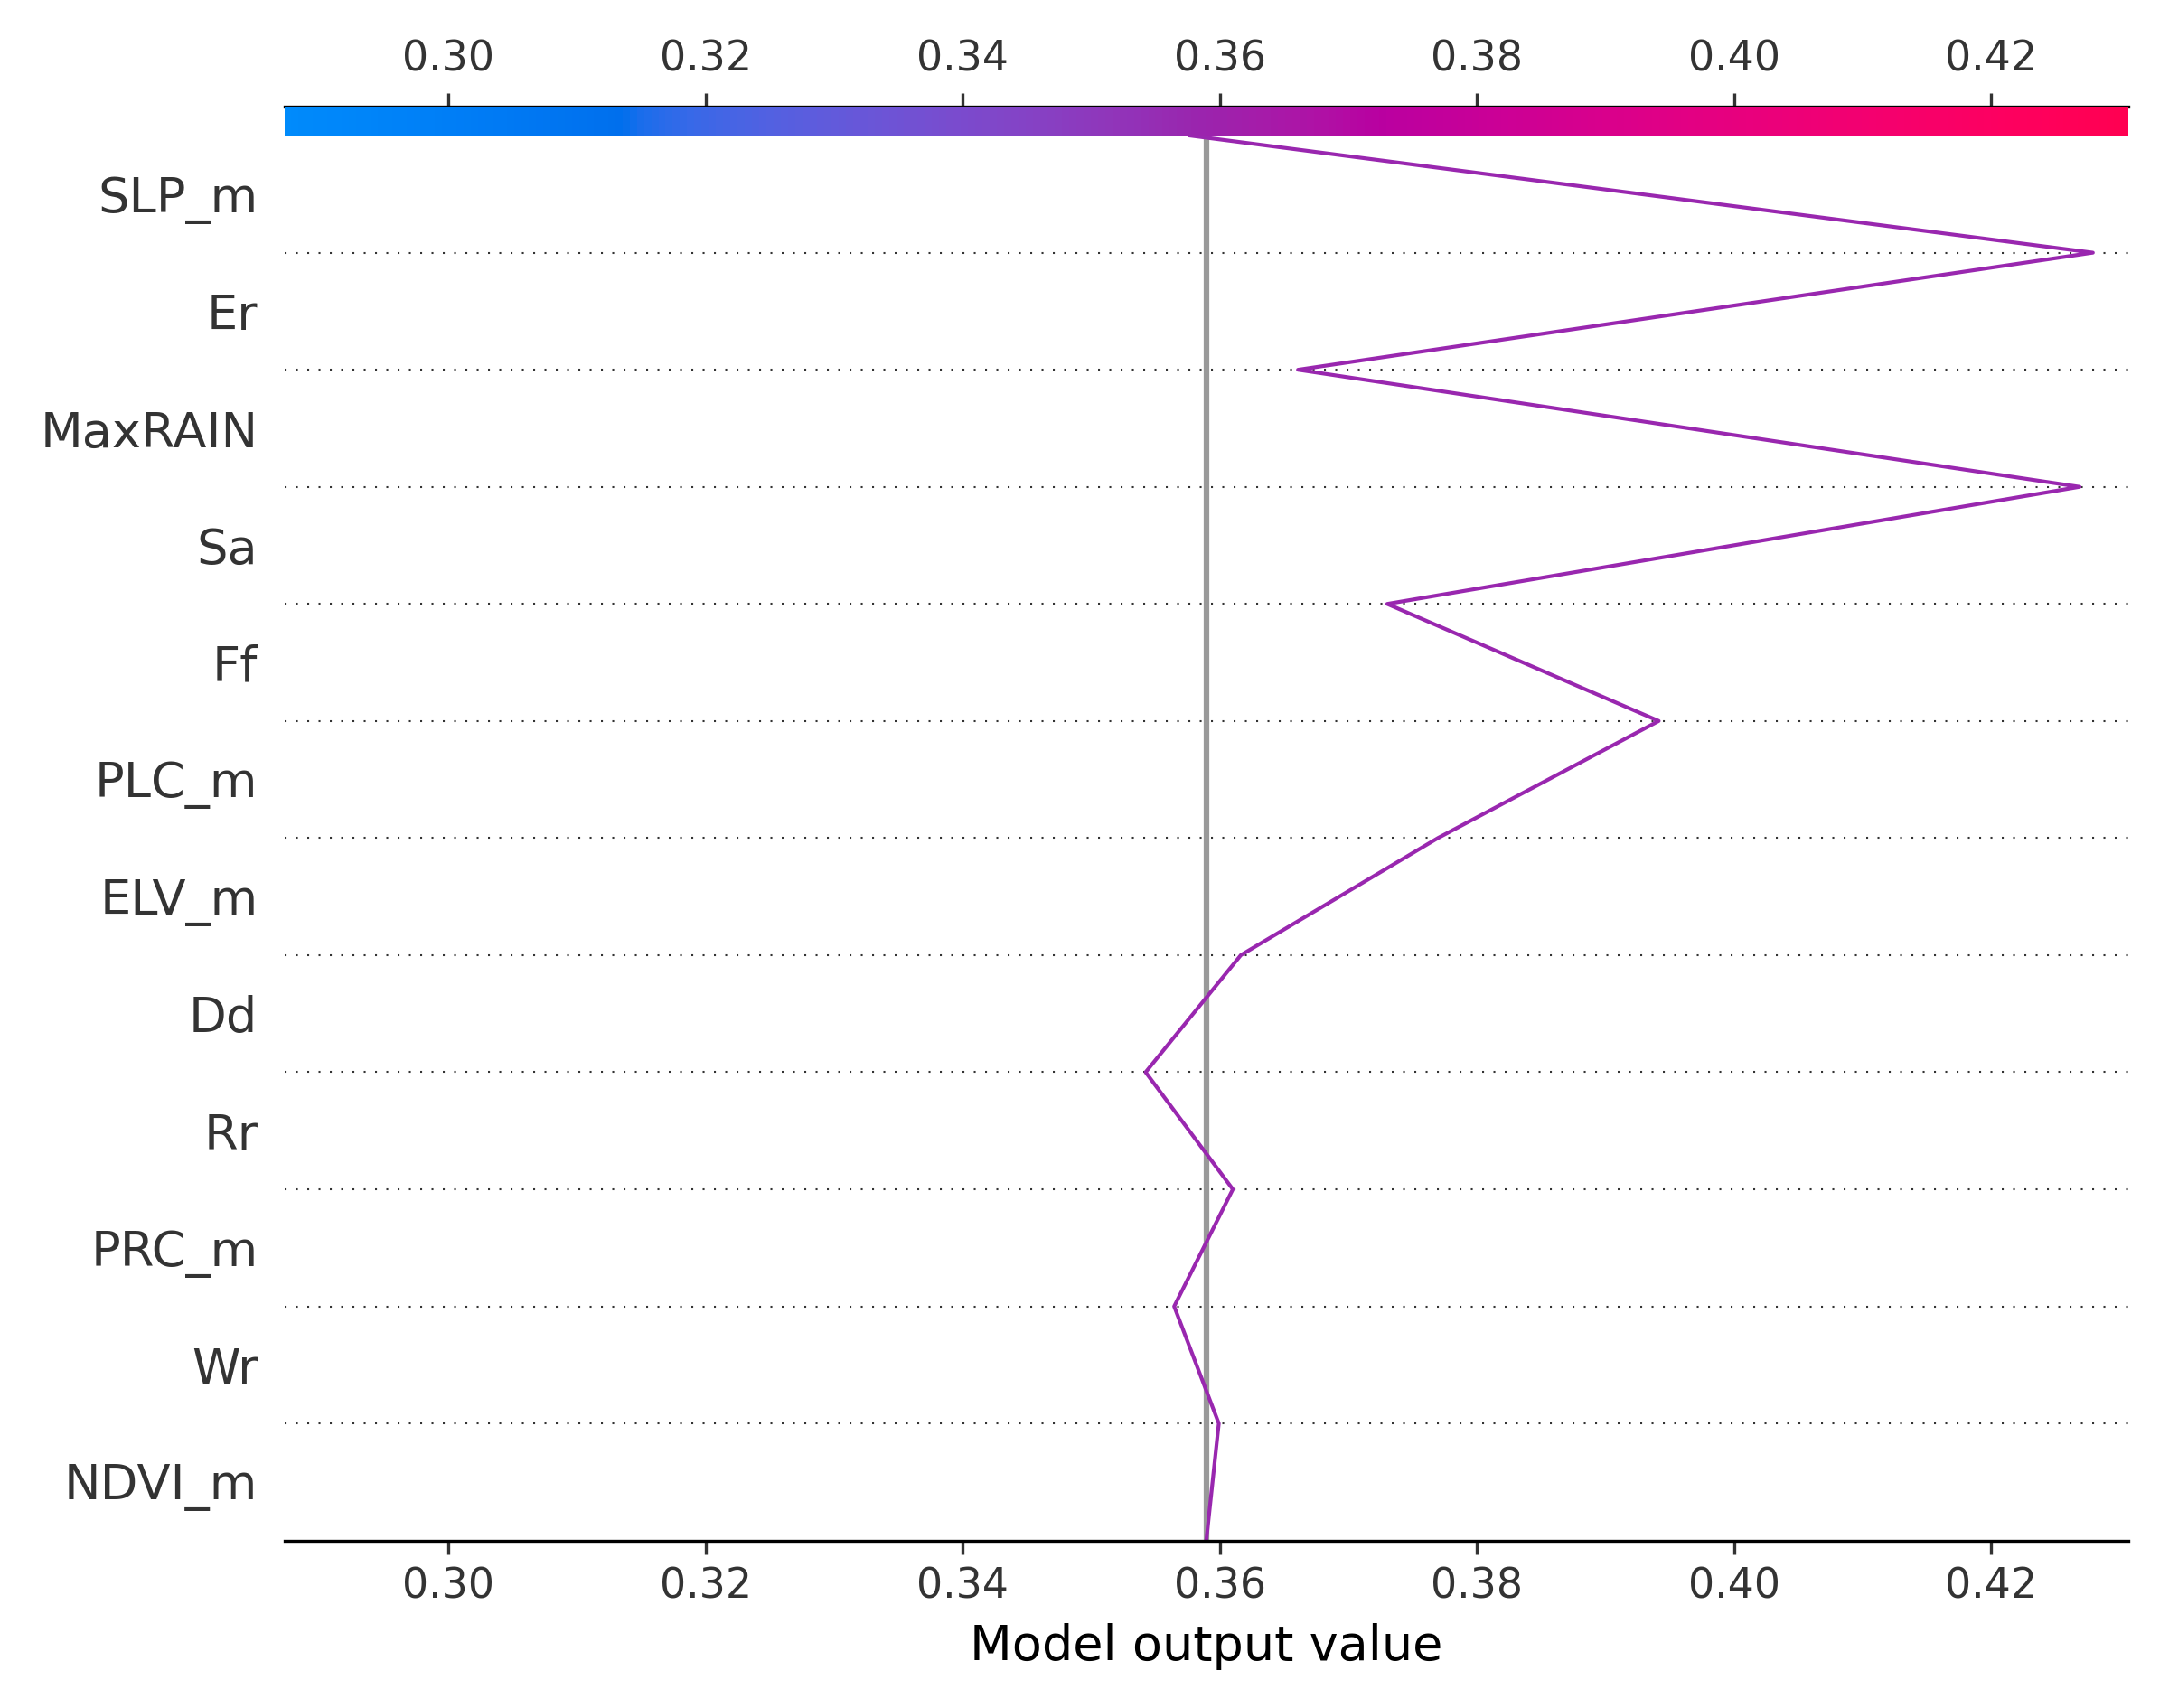 0.30 0.32 0.34 0.36 0.38 0.40 0.42
SLP_m
Er
MaxRAIN
Sa
Ff
PLC_m
ELV_m
Dd
Rr
PRC_m
Wr
NDVI_m
0.30 0.32 0.34 0.36 0.38 0.40 0.42
Model output value